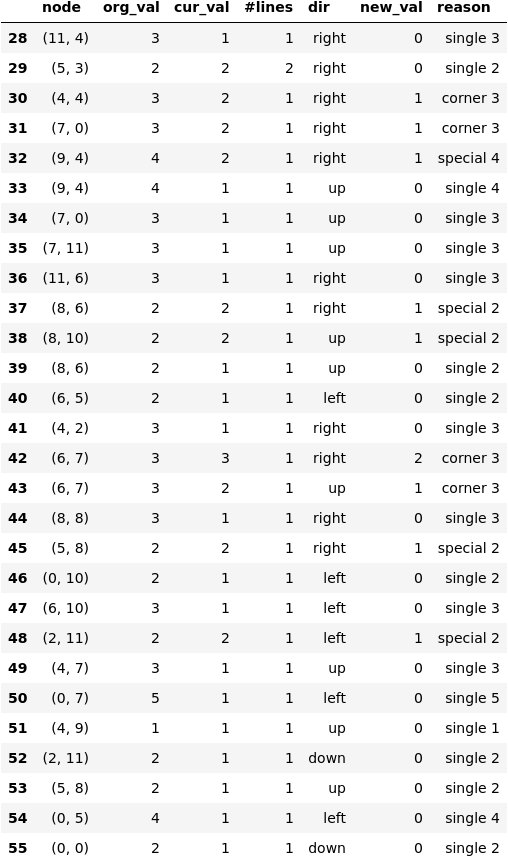 node org_val cur_val #lines dir new_val reason
28 (11, 4) 3 1 1 right 0 single 3
29 (5, 3) 2 2 2 right 0 single 2
30 (4, 4) 3 2 1 right 1 corner 3
31 (7, 0) 3 2 1 right 1 corner 3
32 (9, 4) 4 2 1 right 1 special 4
33 (9, 4) 4 1 1 up 0 single 4
34 (7, 0) 3 1 1 up 0 single 3
35 (7, 11) 3 1 1 up 0 single 3
36 (11, 6) 3 1 1 right 0 single 3
37 (8, 6) 2 2 1 right 1 special 2
38 (8, 10) 2 2 1 up 1 special 2
39 (8, 6) 2 1 1 up 0 single 2
40 (6, 5) 2 1 1 left 0 single 2
41 (4, 2) 3 1 1 right 0 single 3
42 (6, 7) 3 3 1 right 2 corner 3
43 (6, 7) 3 2 1 up 1 corner 3
44 (8, 8) 3 1 1 right 0 single 3
45 (5, 8) 2 2 1 right 1 special 2
46 (0, 10) 2 1 1 left 0 single 2
47 (6, 10) 3 1 1 left 0 single 3
48 (2, 11) 2 2 1 left 1 special 2
49 (4, 7) 3 1 1 up 0 single 3
50 (0, 7) 5 1 1 left 0 single 5
51 (4, 9) 1 1 1 up 0 single 1
52 (2, 11) 2 1 1 down 0 single 2
53 (5, 8) 2 1 1 up 0 single 2
54 (0, 5) 4 1 1 left 0 single 4
55 (0, 0) 2 1 1 down 0 single 2